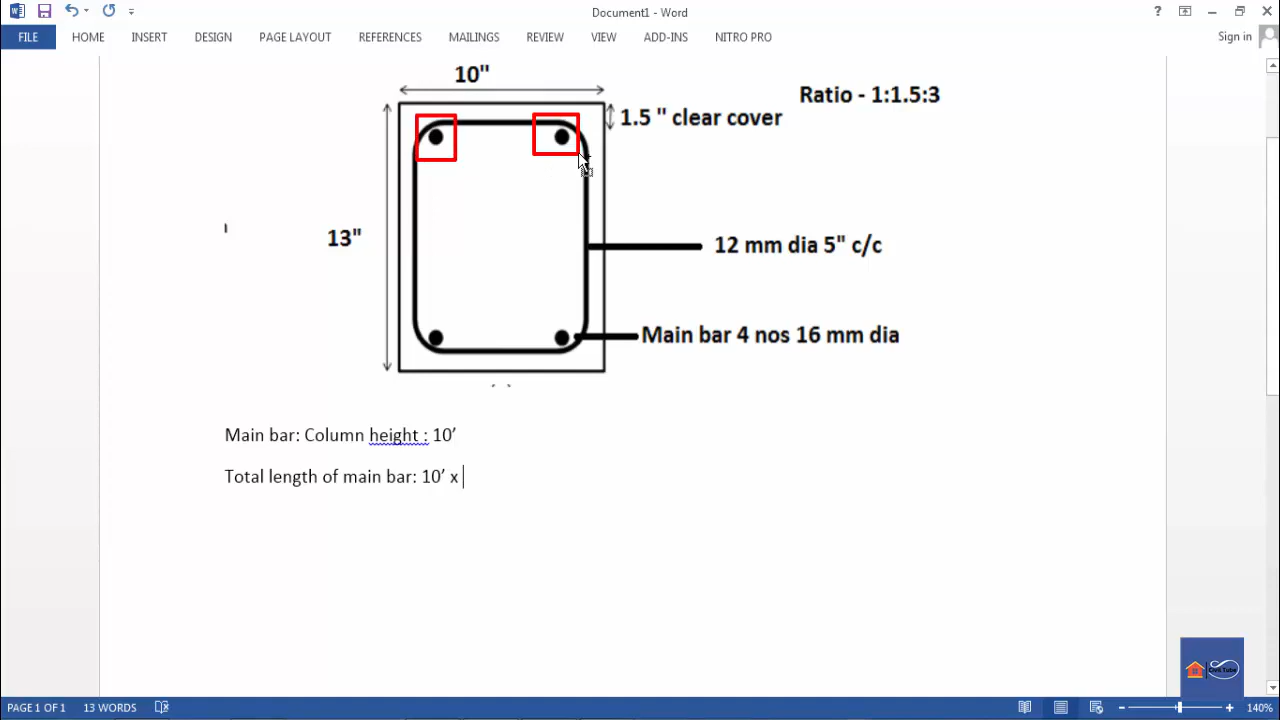 Document1 - Word
?
FILE HOME INSERT DESIGN PAGE LAYOUT REFERENCES MAILINGS REVIEW VIEW ADD-INS NITRO PRO
Sign in
10"
Ratio - 1:1.5:3
1.5 " clear cover
13"
12 mm dia 5" c/c
Main bar 4 nos 16 mm dia
Main bar: Column height : 10’
Total length of main bar: 10’ x
PAGE 1 OF 1 13 WORDS
140%